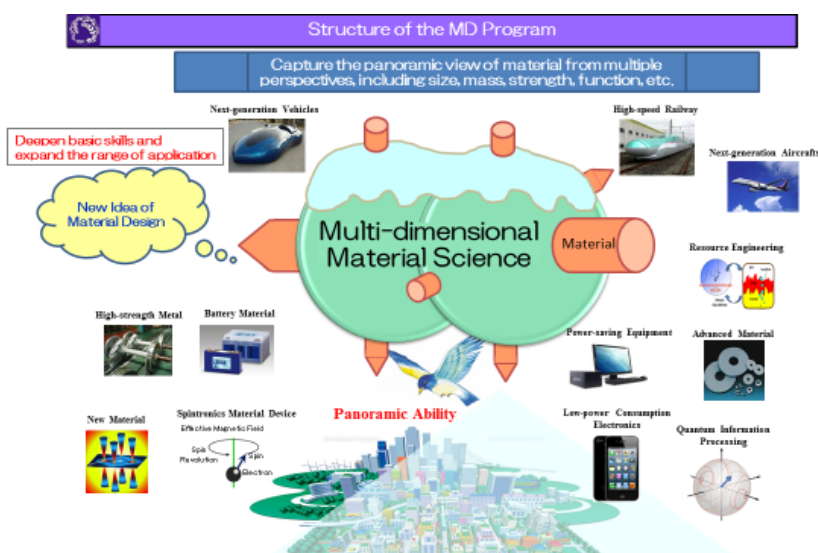 Structure of the MD Program
Capture the panoramic view of material from multiple
perspectives, including size, mass, strength, function, etc.
Next-generation Vehicles
High-speed Railway
Deepen basic skills and
expand the range of application
Next-generation Aircrafts
New Idea of
Material Design
Multi-dimensional
Material Science
Material
Resource Engineering
High-strength Metal
Battery Material
Power-saving Equipment
Advanced Material
New Material
Spintronics Material Device
Effective Magnetic Field
Spin
Revolution
Spin
Electron
Panoramic Ability
Low-power Consumption
Electronics
Quantum Information
Processing